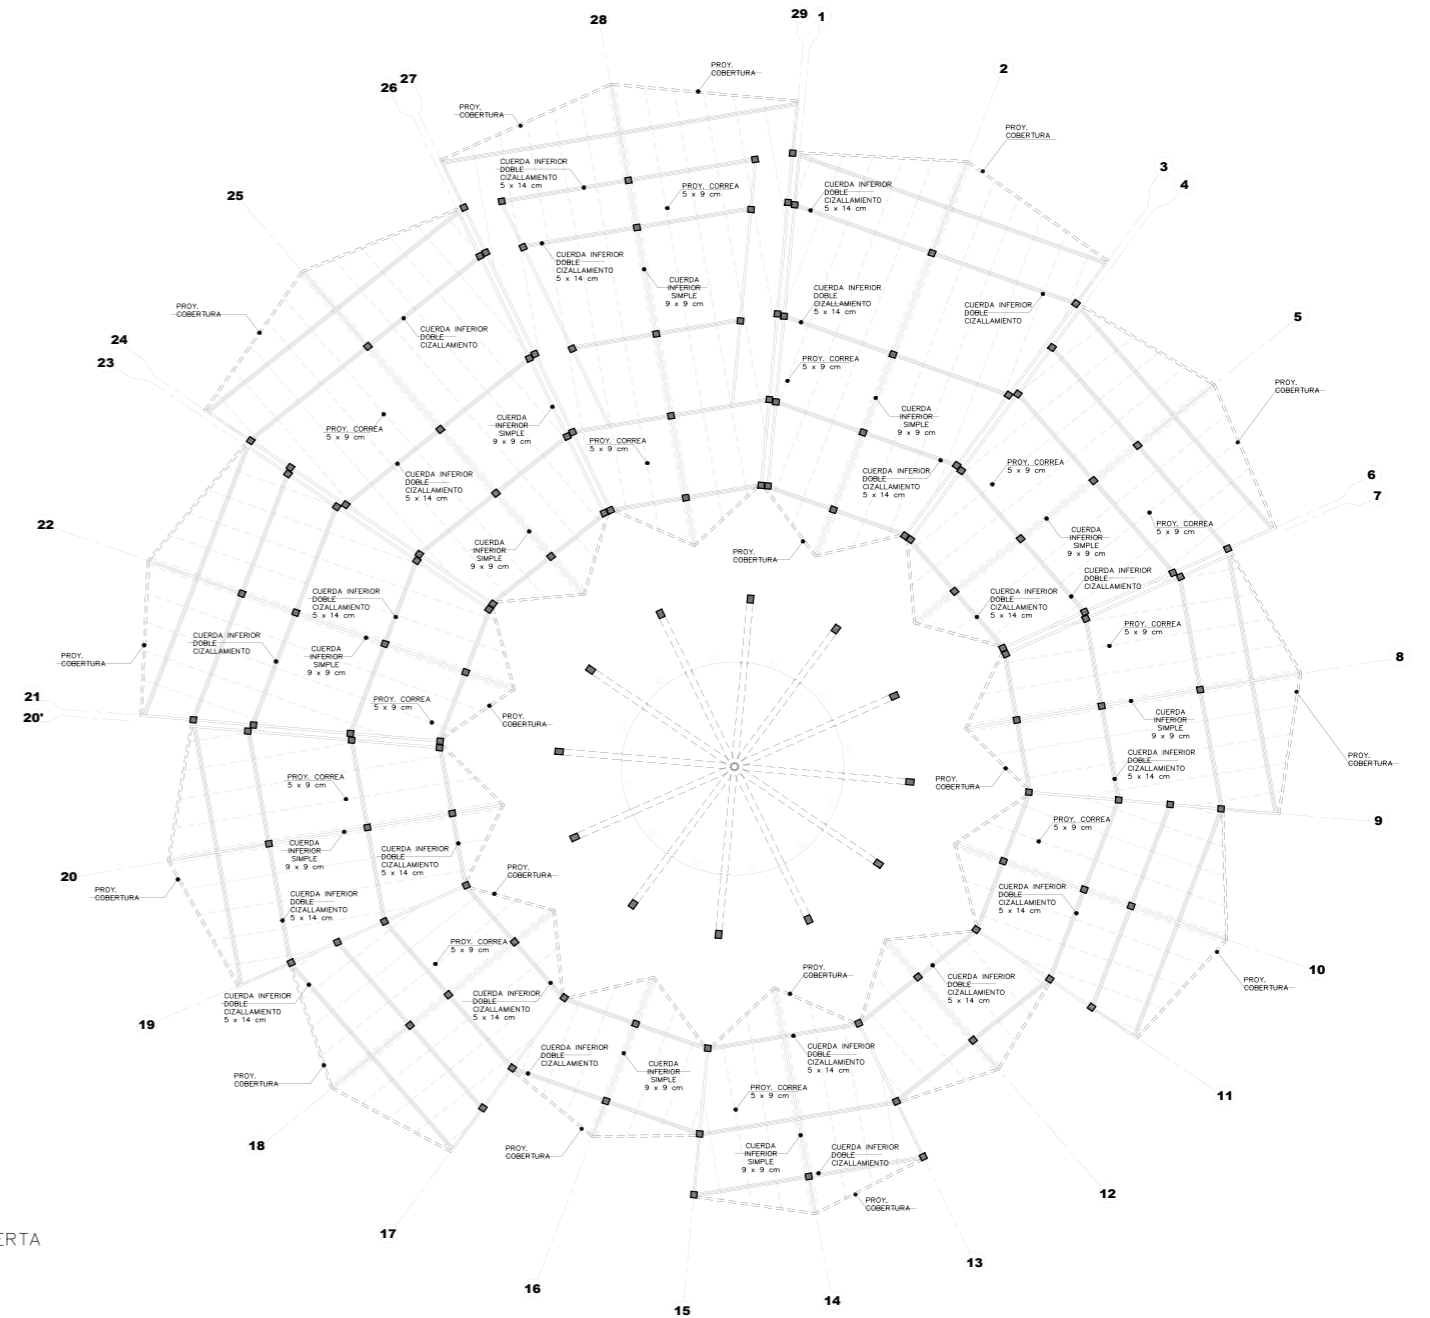 28
29
1
27
26
PROY.
COBERTURA
2
PROY.
COBERTURA
PROY.
COBERTURA
3
4
CUERDA INFERIOR
DOBLE
CIZALLAMIENTO
5 x 14 cm
PROY. CORREA
5 x 9 cm
CUERDA INFERIOR
DOBLE
CIZALLAMIENTO
5 x 14 cm
25
CUERDA INFERIOR
DOBLE
CIZALLAMIENTO
5 x 14 cm
CUERDA
INFERIOR
SIMPLE
9 x 9 cm
CUERDA INFERIOR
DOBLE
CIZALLAMIENTO
5 x 14 cm
CUERDA INFERIOR
DOBLE
CIZALLAMIENTO
PROY.
COBERTURA
5
24
23
CUERDA INFERIOR
DOBLE
CIZALLAMIENTO
PROY. CORREA
5 x 9 cm
PROY.
COBERTURA
PROY. CORREA
5 x 9 cm
CUERDA
INFERIOR
SIMPLE
9 x 9 cm
PROY. CORREA
5 x 9 cm
CUERDA
INFERIOR
SIMPLE
9 x 9 cm
CUERDA INFERIOR
DOBLE
CIZALLAMIENTO
5 x 14 cm
CUERDA INFERIOR
DOBLE
CIZALLAMIENTO
5 x 14 cm
PROY. CORREA
5 x 9 cm
6
7
22
CUERDA
INFERIOR
SIMPLE
9 x 9 cm
PROY.
COBERTURA
CUERDA
INFERIOR
SIMPLE
9 x 9 cm
PROY. CORREA
5 x 9 cm
CUERDA INFERIOR
DOBLE
CIZALLAMIENTO
5 x 14 cm
CUERDA INFERIOR
DOBLE
CIZALLAMIENTO
CUERDA INFERIOR
DOBLE
CIZALLAMIENTO
5 x 14 cm
CUERDA INFERIOR
DOBLE
CIZALLAMIENTO
CUERDA
INFERIOR
SIMPLE
9 x 9 cm
PROY. CORREA
5 x 9 cm
PROY.
COBERTURA
8
21
20'
PROY. CORREA
5 x 9 cm
PROY.
COBERTURA
CUERDA
INFERIOR
SIMPLE
9 x 9 cm
PROY.
COBERTURA
CUERDA INFERIOR
DOBLE
CIZALLAMIENTO
5 x 14 cm
PROY.
COBERTURA
PROY. CORREA
5 x 9 cm
9
PROY. CORREA
5 x 9 cm
20
CUERDA
INFERIOR
SIMPLE
9 x 9 cm
CUERDA INFERIOR
DOBLE
CIZALLAMIENTO
5 x 14 cm
PROY.
COBERTURA
PROY.
COBERTURA
CUERDA INFERIOR
DOBLE
CIZALLAMIENTO
5 x 14 cm
CUERDA INFERIOR
DOBLE
CIZALLAMIENTO
5 x 14 cm
PROY. CORREA
5 x 9 cm
PROY.
COBERTURA
10
PROY.
COBERTURA
CUERDA INFERIOR
DOBLE
CIZALLAMIENTO
5 x 14 cm
CUERDA INFERIOR
DOBLE
CIZALLAMIENTO
5 x 14 cm
CUERDA INFERIOR
DOBLE
CIZALLAMIENTO
5 x 14 cm
19
CUERDA INFERIOR
DOBLE
CIZALLAMIENTO
CUERDA
INFERIOR
SIMPLE
9 x 9 cm
CUERDA INFERIOR
DOBLE
CIZALLAMIENTO
5 x 14 cm
PROY.
COBERTURA
PROY. CORREA
5 x 9 cm
11
18
PROY.
COBERTURA
CUERDA
INFERIOR
SIMPLE
9 x 9 cm
CUERDA INFERIOR
DOBLE
CIZALLAMIENTO
12
PROY.
COBERTURA
17
ERTA
13
16
15
14